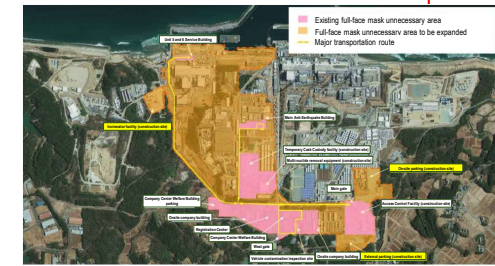 Existing full-face mask unnecessary area
Full-face mask unnecessary area to be expanded
Major transportation route
Unit 5 and 6 Service Building
Incinerator facility (construction site)
Main Anti-Earthquake Building
Temporary Cask Custody facility (construction site)
Multi-nuclide removal equipment (construction site)
Onsite parking (construction site)
Main gate
Company Center Welfare Building
parking
Access Control Facility (construction site)
Onsite company building
Registration Center
Company Center Welfare Building
West gate
Vehicle contamination inspection site
Onsite company building
External parking (construction site)